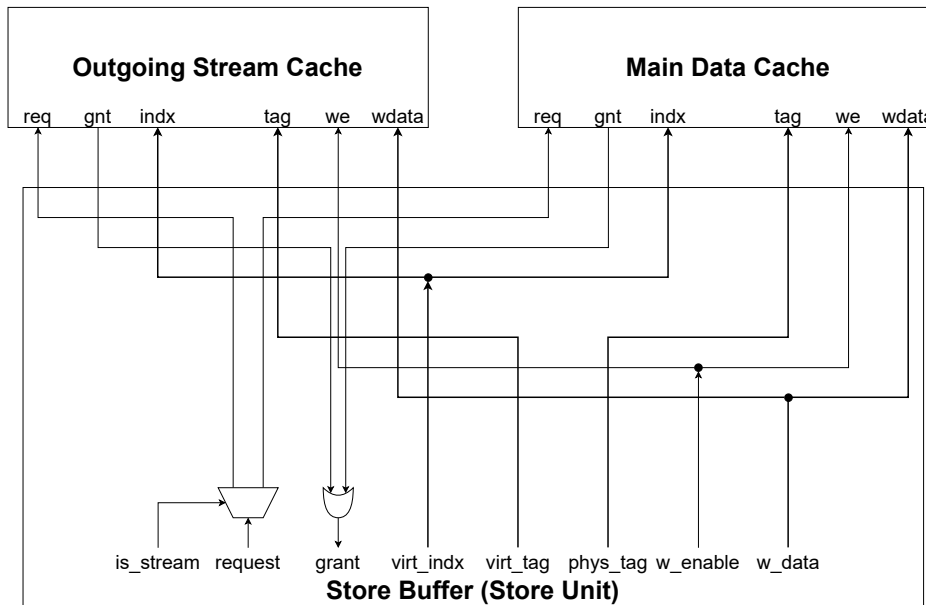 Outgoing Stream Cache
Main Data Cache
req gnt indx tag we wdata
req gnt indx tag we wdata
is_stream request grant virt_indx virt_tag phys_tag w_enable w_data
Store Buffer (Store Unit)